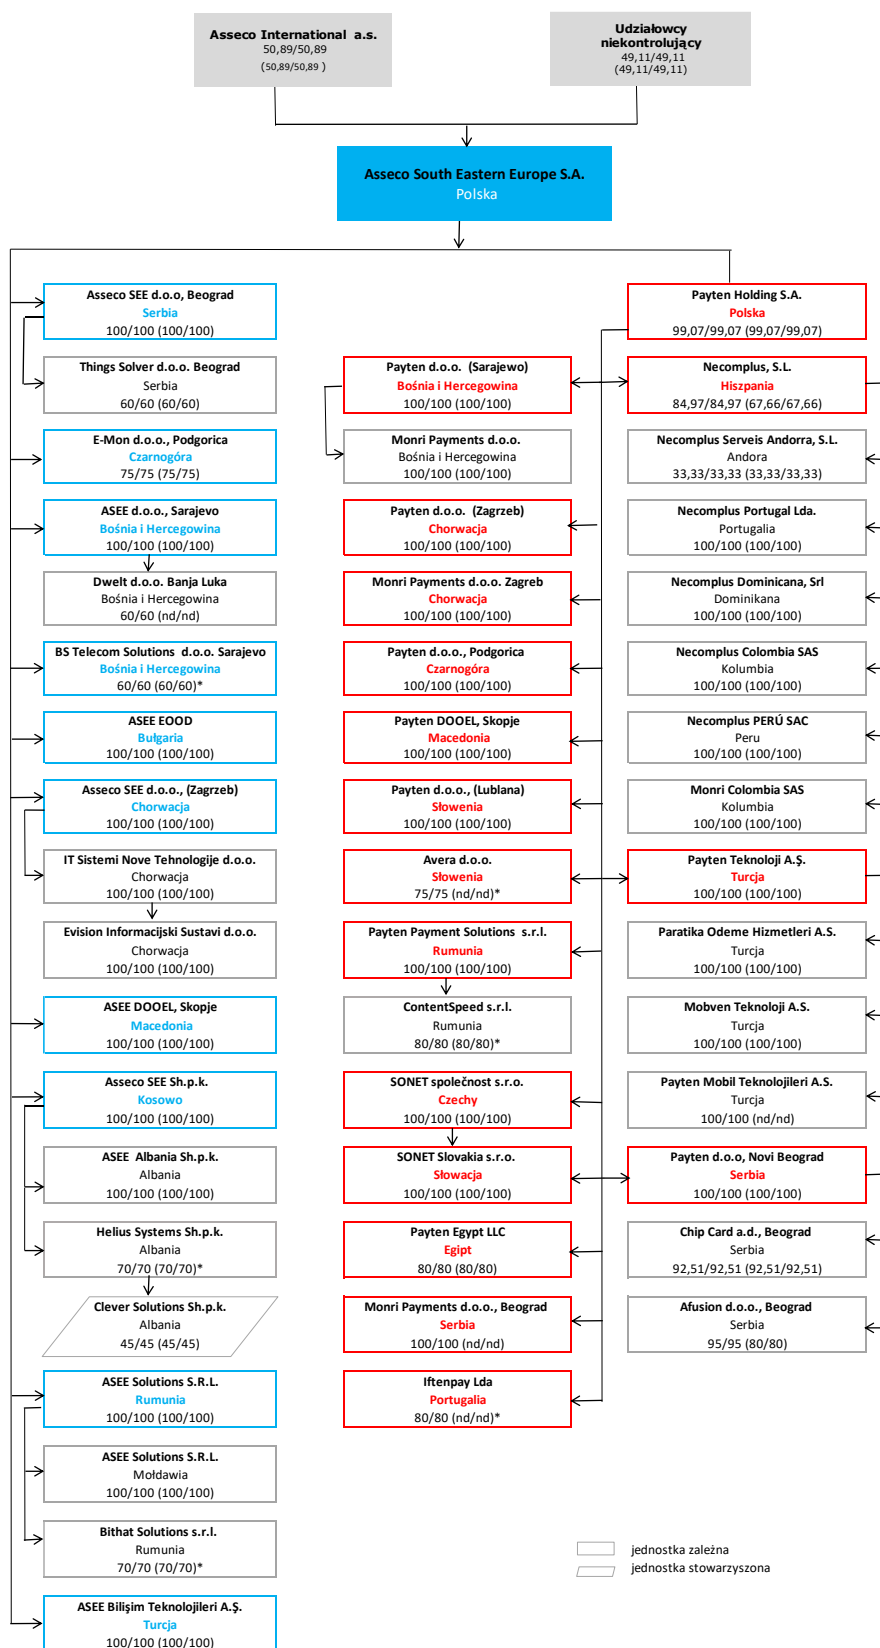 Asseco International a.s.
50,89/50,89
(50,89/50,89 )
Udziałowcy
niekontrolujący
49,11/49,11
(49,11/49,11)
Asseco South Eastern Europe S.A.
Polska
Asseco SEE d.o.o, Beograd
Serbia
100/100 (100/100)
Things Solver d.o.o. Beograd
Serbia
60/60 (60/60)
E-Mon d.o.o., Podgorica
Czarnogóra
75/75 (75/75)
ASEE d.o.o., Sarajevo
Bośnia i Hercegowina
100/100 (100/100)
Dwelt d.o.o. Banja Luka
Bośnia i Hercegowina
60/60 (nd/nd)
BS Telecom Solutions  d.o.o. Sarajevo
Bośnia i Hercegowina
60/60 (60/60)*
ASEE EOOD
Bułgaria
100/100 (100/100)
Asseco SEE d.o.o., (Zagrzeb)
Chorwacja
100/100 (100/100)
IT Sistemi Nove Tehnologije d.o.o.
Chorwacja
100/100 (100/100)
Evision Informacijski Sustavi d.o.o.
Chorwacja
100/100 (100/100)
ASEE DOOEL, Skopje
Macedonia
100/100 (100/100)
Asseco SEE Sh.p.k.
Kosowo
100/100 (100/100)
ASEE  Albania Sh.p.k.
Albania
100/100 (100/100)
Helius Systems Sh.p.k.
Albania
70/70 (70/70)*
Clever Solutions Sh.p.k.
Albania
45/45 (45/45)
ASEE Solutions S.R.L.
Rumunia
100/100 (100/100)
ASEE Solutions S.R.L.
Mołdawia
100/100 (100/100)
Bithat Solutions s.r.l.
Rumunia
70/70 (70/70)*
ASEE Bilişim Teknolojileri A.Ş.
Turcja
100/100 (100/100)
Payten d.o.o.  (Sarajewo)
Bośnia i Hercegowina
100/100 (100/100)
Monri Payments d.o.o.
Bośnia i Hercegowina
100/100 (100/100)
Payten d.o.o.  (Zagrzeb)
Chorwacja
100/100 (100/100)
Monri Payments d.o.o. Zagreb
Chorwacja
100/100 (100/100)
Payten d.o.o., Podgorica
Czarnogóra
100/100 (100/100)
Payten DOOEL, Skopje
Macedonia
100/100 (100/100)
Payten d.o.o., (Lublana)
Słowenia
100/100 (100/100)
Avera d.o.o.
Słowenia
75/75 (nd/nd)*
Payten Payment Solutions  s.r.l.
Rumunia
100/100 (100/100)
ContentSpeed s.r.l.
Rumunia
80/80 (80/80)*
SONET společnost s.r.o.
Czechy
100/100 (100/100)
SONET Slovakia s.r.o.
Słowacja
100/100 (100/100)
Payten Egypt LLC
Egipt
80/80 (80/80)
Monri Payments d.o.o., Beograd
Serbia
100/100 (nd/nd)
Iftenpay Lda
Portugalia
80/80 (nd/nd)*
Payten Holding S.A.
Polska
99,07/99,07 (99,07/99,07)
Necomplus, S.L.
Hiszpania
84,97/84,97 (67,66/67,66)
Necomplus Serveis Andorra, S.L.
Andora
33,33/33,33 (33,33/33,33)
Necomplus Portugal Lda.
Portugalia
100/100 (100/100)
Necomplus Dominicana, Srl
Dominikana
100/100 (100/100)
Necomplus Colombia SAS
Kolumbia
100/100 (100/100)
Necomplus PERÚ SAC
Peru
100/100 (100/100)
Monri Colombia SAS
Kolumbia
100/100 (100/100)
Payten Teknoloji A.Ş.
Turcja
100/100 (100/100)
Paratika Odeme Hizmetleri A.S.
Turcja
100/100 (100/100)
Mobven Teknoloji A.S.
Turcja
100/100 (100/100)
Payten Mobil Teknolojileri A.S.
Turcja
100/100 (nd/nd)
Payten d.o.o, Novi Beograd
Serbia
100/100 (100/100)
Chip Card a.d., Beograd
Serbia
92,51/92,51 (92,51/92,51)
Afusion d.o.o., Beograd
Serbia
95/95 (80/80)
jednostka zależna
jednostka stowarzyszona